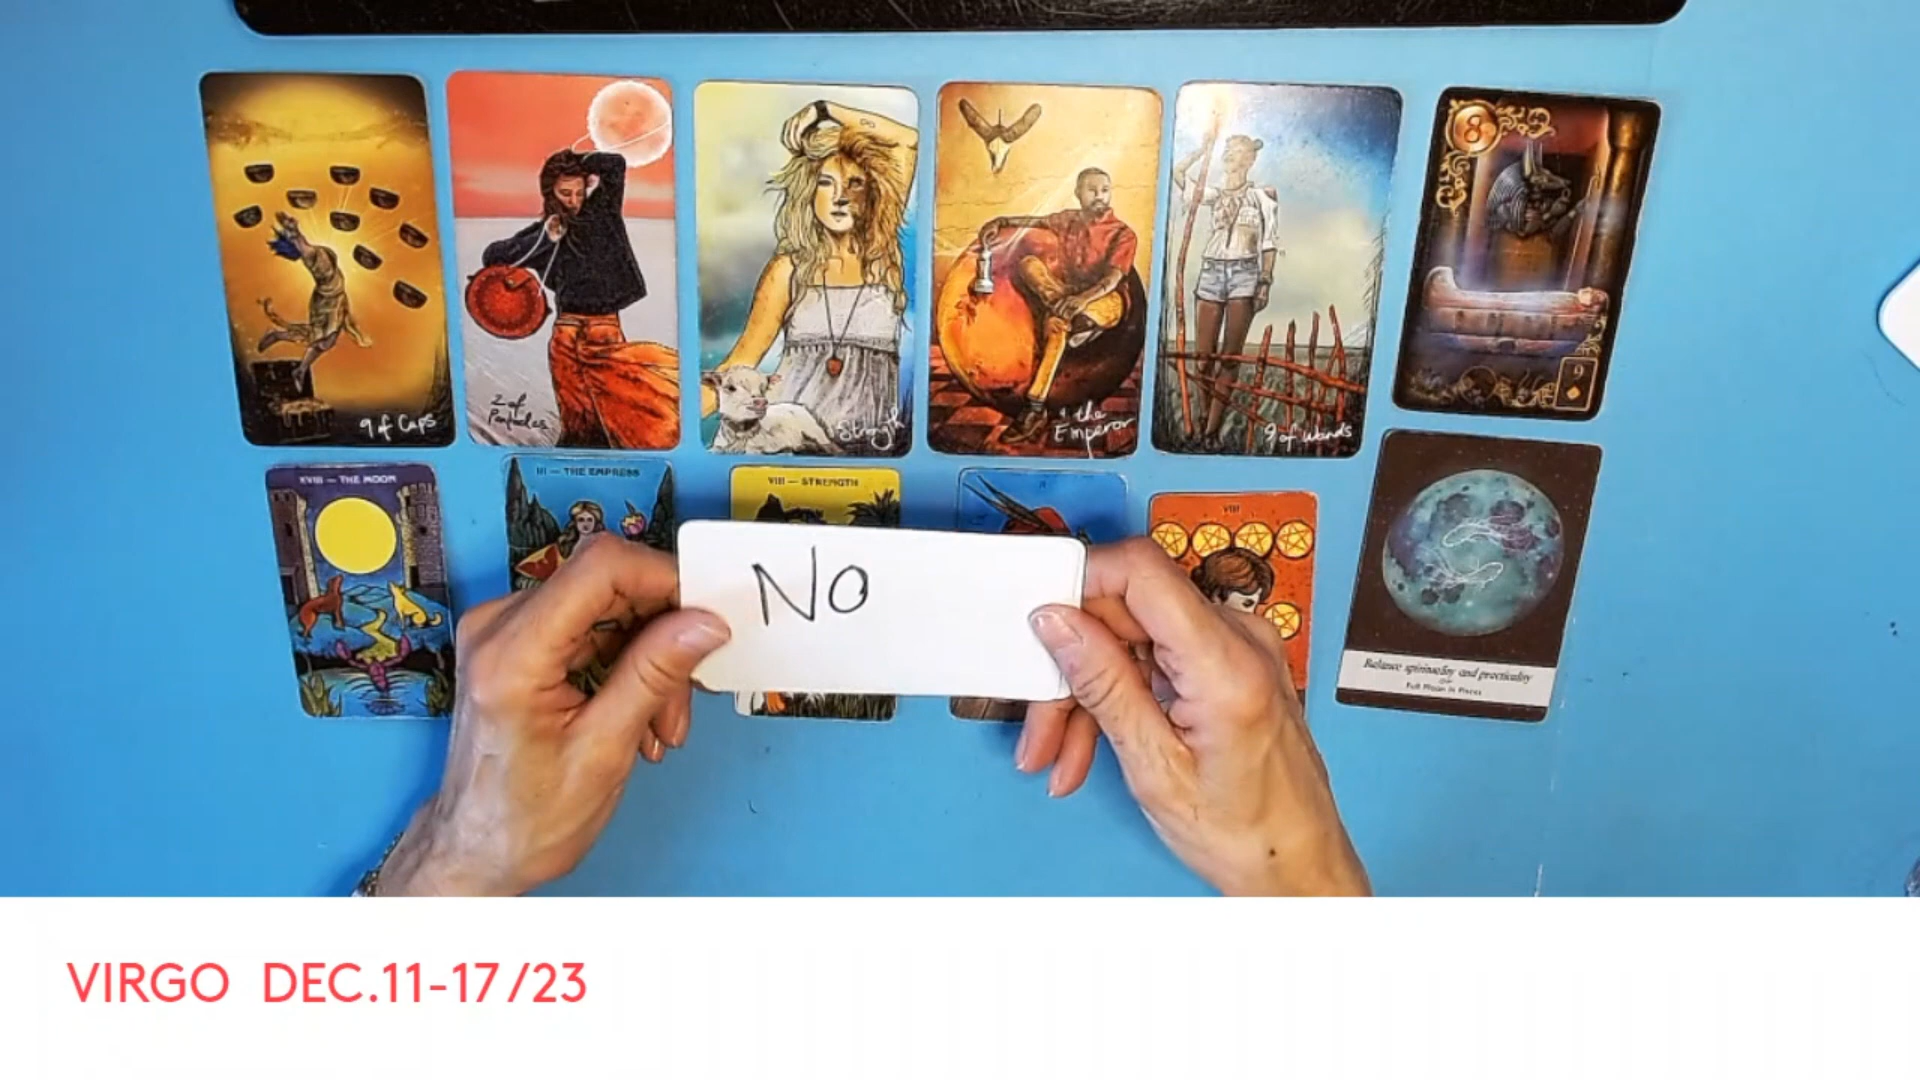 9 of Cups
2 of
Pentacles
Strength
4 the
Emperor
9 of wands
8
9
XVIII — THE MOON
III — THE EMPRESS
VIII — STRENGTH
VIII
Balance spirituality and practicality
Full Moon in Pisces
NO
VIRGO DEC.11-17/23